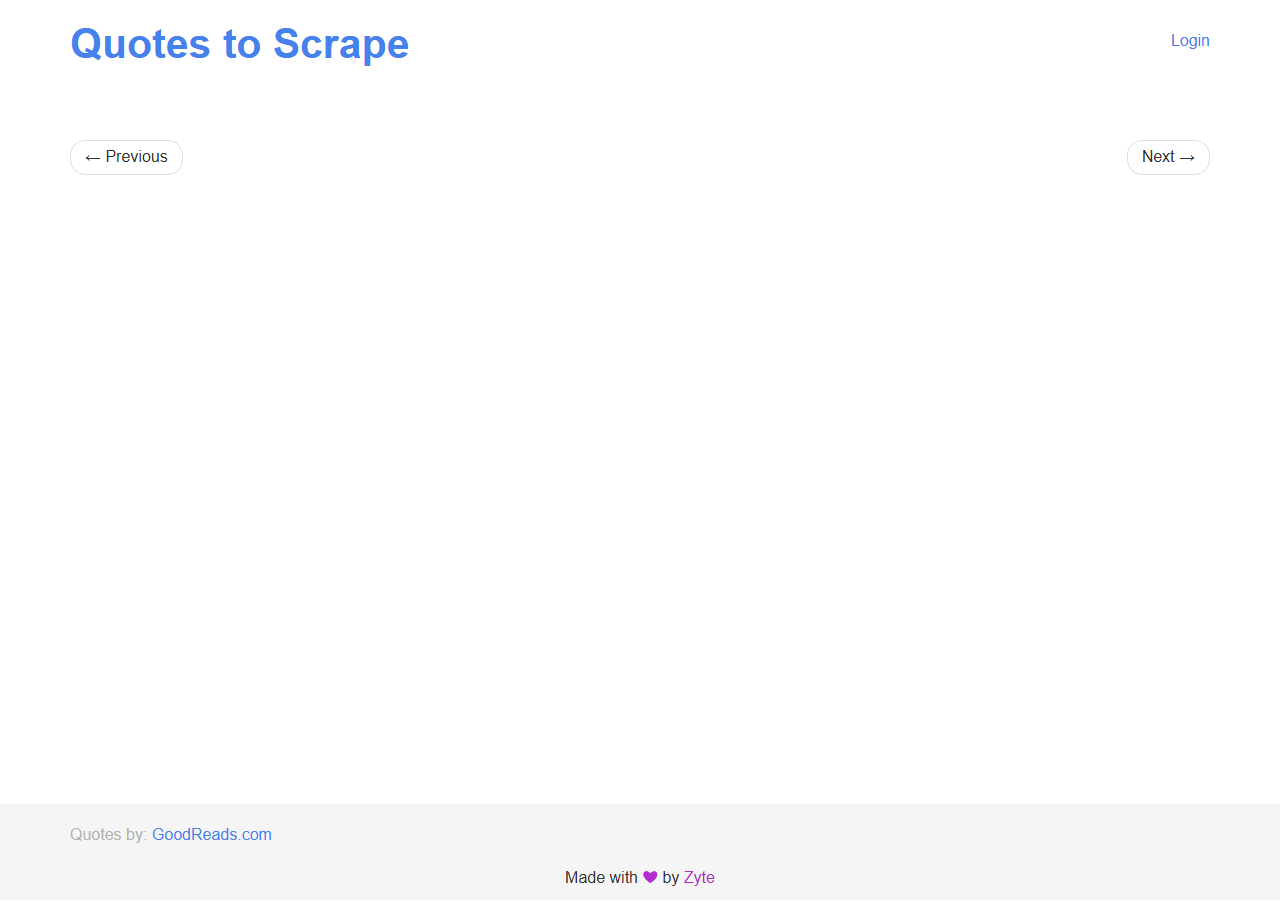 Quotes to Scrape
Login
← Previous
Next →
Quotes by: GoodReads.com
Made with ❤ by Zyte